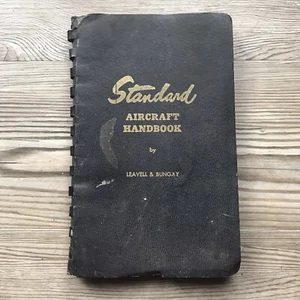 Standard
AIRCRAFT
HANDBOOK
by
LEAVELL & BUNGAY